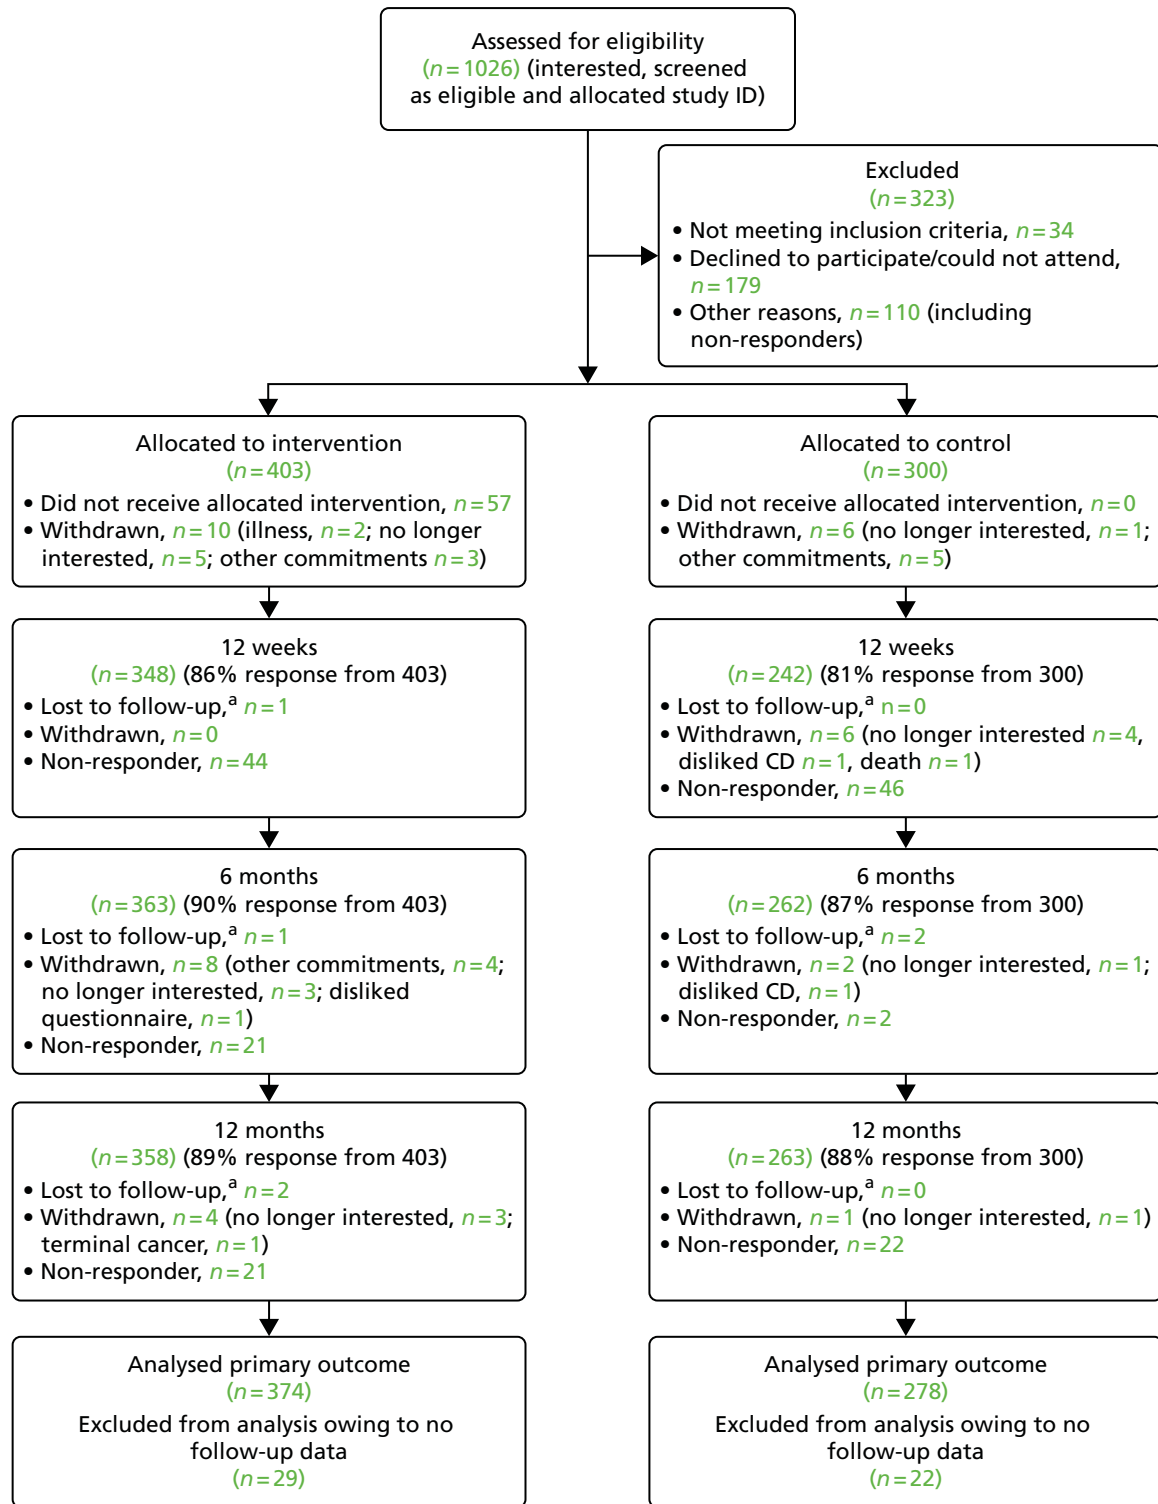 Assessed for eligibility
(n=1026) (interested, screened
as eligible and allocated study ID)
Excluded
(n=323)
• Not meeting inclusion criteria, n=34
• Declined to participate/could not attend,
n=179
• Other reasons, n=110 (including
non-responders)
Allocated to intervention
(n=403)
• Did not receive allocated intervention, n=57
• Withdrawn, n=10 (illness, n=2; no longer
interested, n=5; other commitments n=3)
Allocated to control
(n=300)
• Did not receive allocated intervention, n=0
• Withdrawn, n=6 (no longer interested, n=1;
other commitments, n=5)
12 weeks
(n=348) (86% response from 403)
• Lost to follow-up,a n=1
• Withdrawn, n=0
• Non-responder, n=44
12 weeks
(n=242) (81% response from 300)
• Lost to follow-up,a n=0
• Withdrawn, n=6 (no longer interested n=4,
disliked CD n=1, death n=1)
• Non-responder, n=46
6 months
(n=363) (90% response from 403)
• Lost to follow-up,a n=1
• Withdrawn, n=8 (other commitments, n=4;
no longer interested, n=3; disliked
questionnaire, n=1)
• Non-responder, n=21
6 months
(n=262) (87% response from 300)
• Lost to follow-up,a n=2
• Withdrawn, n=2 (no longer interested, n=1;
disliked CD, n=1)
• Non-responder, n=2
12 months
(n=358) (89% response from 403)
• Lost to follow-up,a n=2
• Withdrawn, n=4 (no longer interested, n=3;
terminal cancer, n=1)
• Non-responder, n=21
12 months
(n=263) (88% response from 300)
• Lost to follow-up,a n=0
• Withdrawn, n=1 (no longer interested, n=1)
• Non-responder, n=22
Analysed primary outcome
(n=374)
Excluded from analysis owing to no
follow-up data
(n=29)
Analysed primary outcome
(n=278)
Excluded from analysis owing to no
follow-up data
(n=22)